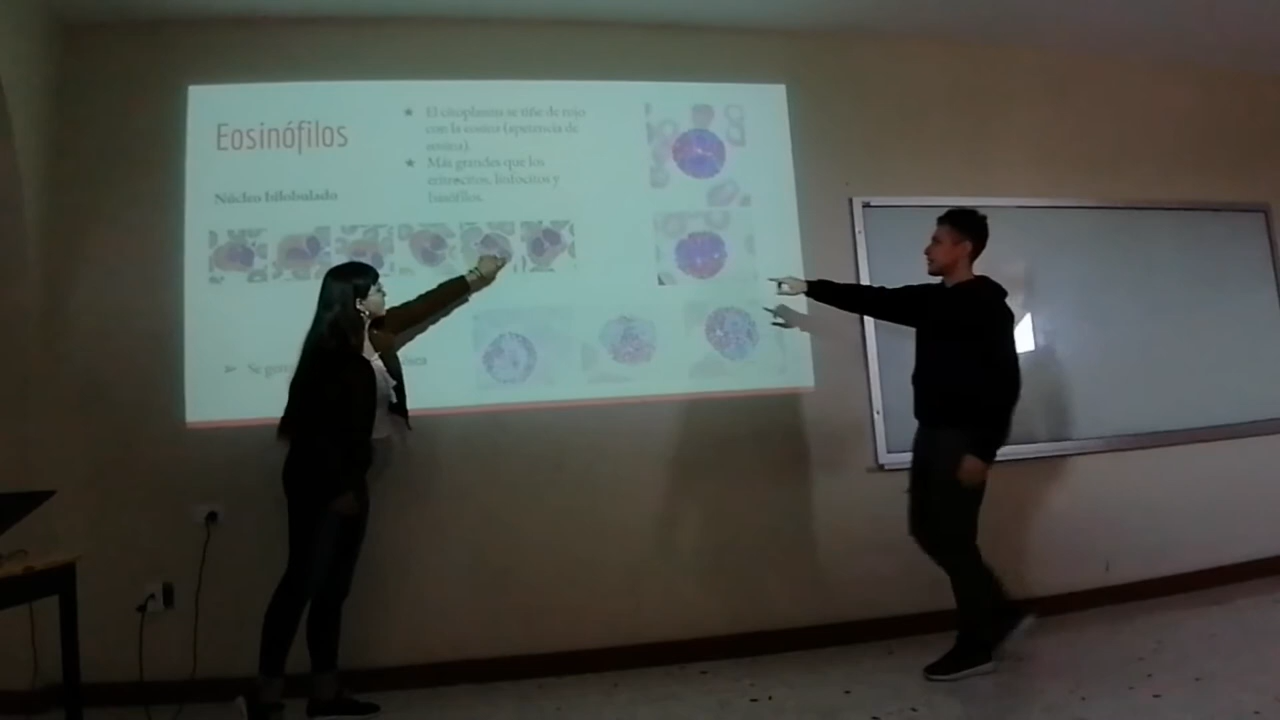 Eosinófilos
Núcleo bilobulado
★ El citoplasma se tiñe de rojo
con la eosina (apetencia de
eosina).
★ Más grandes que los
eritrocitos, linfocitos y
basófilos.
➢ Se